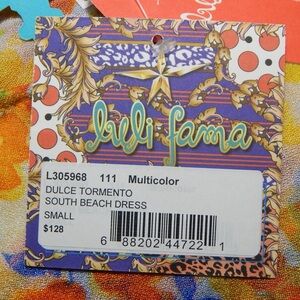 luli fama
L305968 111 Multicolor
DULCE TORMENTO
SOUTH BEACH DRESS
SMALL
$128
6 88202 44722 1